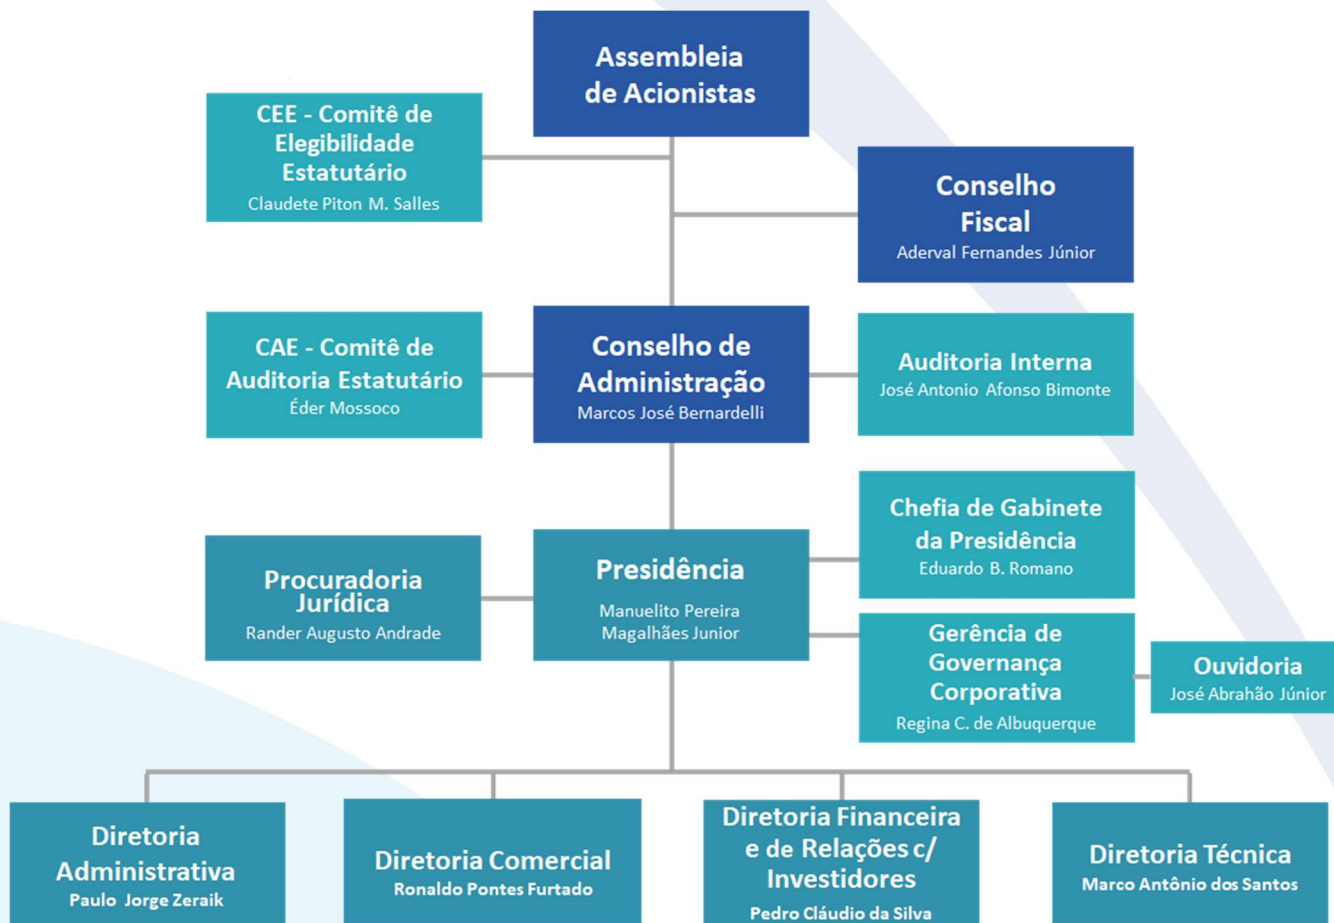 Assembleia
de Acionistas
CEE - Comitê de
Elegibilidade
Estatutário
Claudete Piton M. Salles
Conselho
Fiscal
Aderval Fernandes Júnior
CAE - Comitê de
Auditoria Estatutário
Éder Mossoco
Conselho de
Administração
Marcos José Bernardelli
Auditoria Interna
José Antonio Afonso Bimonte
Chefia de Gabinete
da Presidência
Eduardo B. Romano
Procuradoria
Jurídica
Rander Augusto Andrade
Presidência
Manuelito Pereira
Magalhães Junior
Gerência de
Governança
Corporativa
Regina C. de Albuquerque
Ouvidoria
José Abrahão Júnior
Diretoria
Administrativa
Paulo Jorge Zeraik
Diretoria Comercial
Ronaldo Pontes Furtado
Diretoria Financeira
e de Relações c/
Investidores
Pedro Cláudio da Silva
Diretoria Técnica
Marco Antônio dos Santos